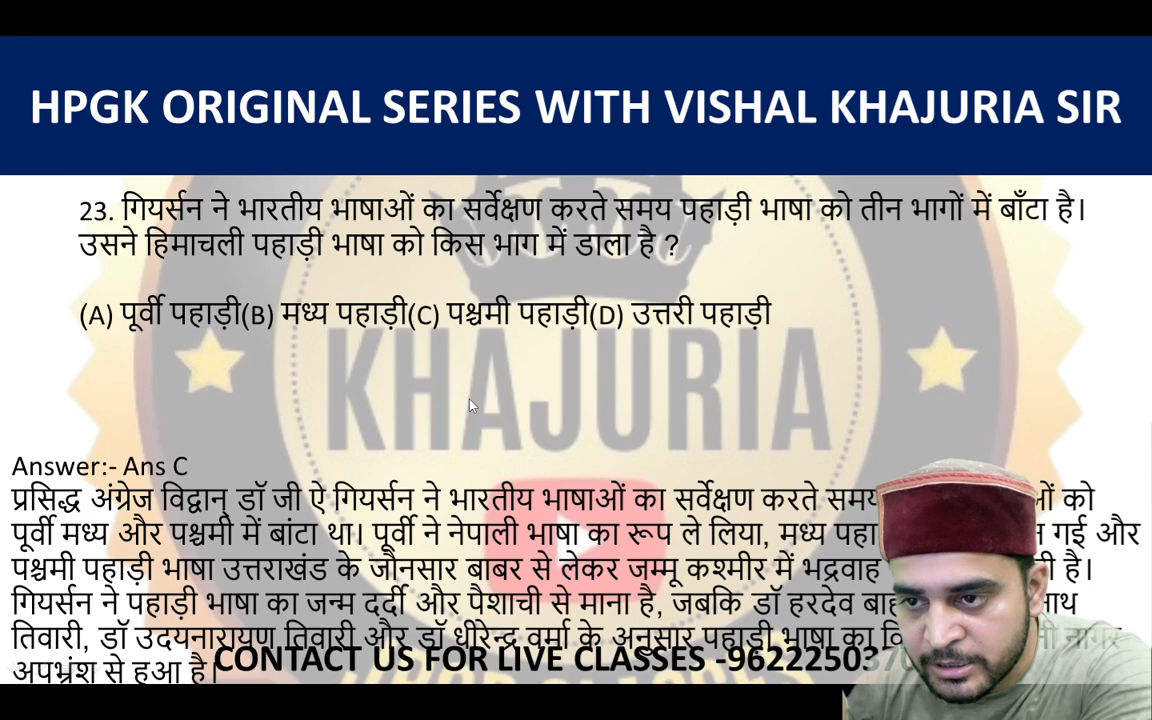 HPGK ORIGINAL SERIES WITH VISHAL KHAJURIA SIR
23. गियर्सन ने भारतीय भाषाओं का सर्वेक्षण करते समय पहाड़ी भाषा को तीन भागों में बाँटा है।
उसने हिमाचली पहाड़ी भाषा को किस भाग में डाला है ?
(A) पूर्वी पहाड़ी(B) मध्य पहाड़ी(C) पश्चमी पहाड़ी(D) उत्तरी पहाड़ी
KHAJURIA
Answer:- Ans C
प्रसिद्ध अंग्रेज विद्वान् डॉ जी ऐ गियर्सन ने भारतीय भाषाओं का सर्वेक्षण करते समय को
पूर्वी मध्य और पश्चमी में बांटा था। पूर्वी ने नेपाली भाषा का रूप ले लिया, मध्य गई और
पश्चमी पहाड़ी भाषा उत्तराखंड के जौनसार बाबर से लेकर जम्मू कश्मीर में भद्रवाह है।
गियर्सन ने पहाड़ी भाषा का जन्म दर्दी और पैशाची से माना है, जबकि डॉ हरदेव
तिवारी, डॉ उदयनारायण तिवारी और डॉ धीरेन्द्र वर्मा के अनुसार पहाड़ी भाषा का
अपभ्रंश से हुआ है।
CONTACT US FOR LIVE CLASSES